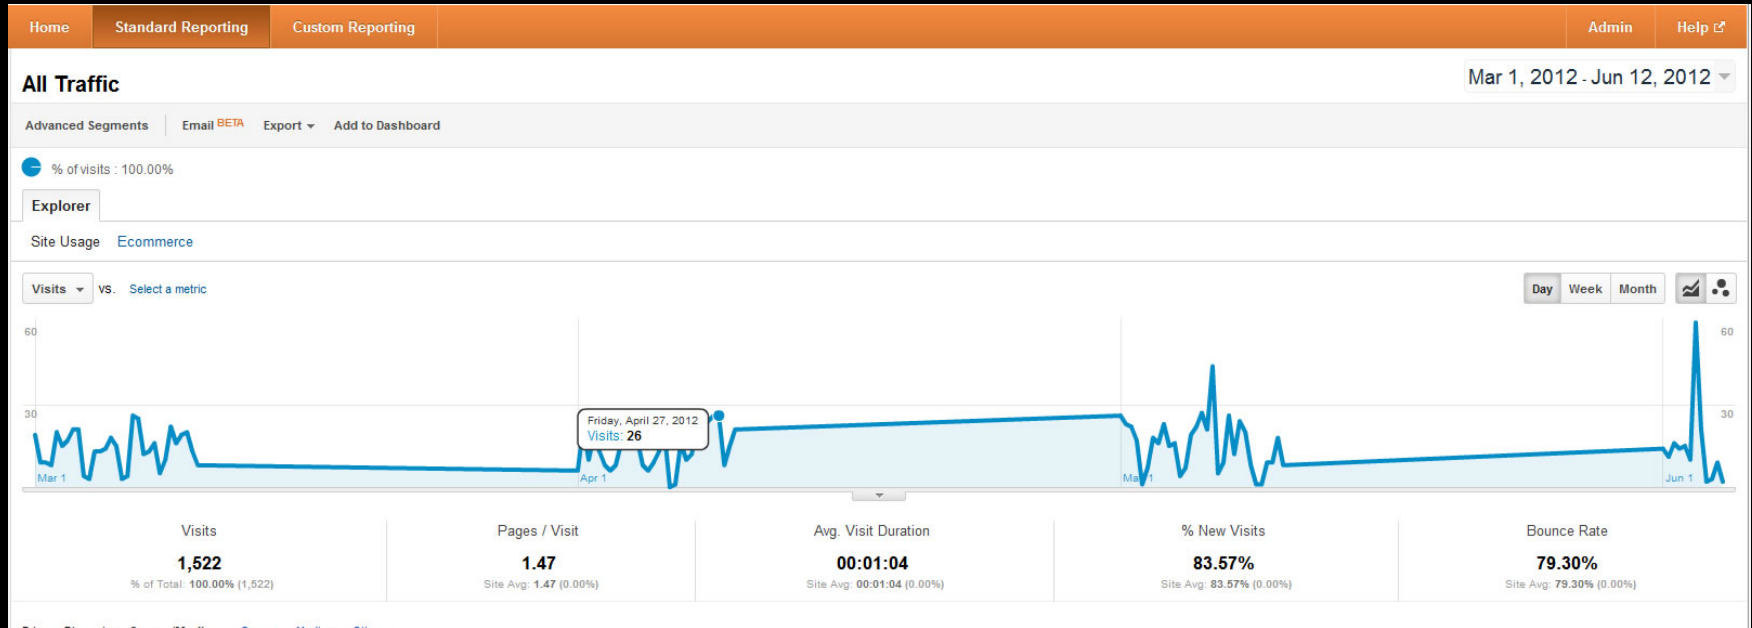 Home Standard Reporting Custom Reporting Admin Help
All Traffic Mar 1, 2012 - Jun 12, 2012
Advanced Segments Email BETA Export Add to Dashboard
% of visits : 100.00%
Explorer
Site Usage Ecommerce
Visits VS. Select a metric Day Week Month
60 60
30 30
Friday, April 27, 2012
Visits: 26
Mar 1 Apr 1 Ma 1 Jun 1
Visits Pages / Visit Avg. Visit Duration % New Visits Bounce Rate
1,522 1.47 00:01:04 83.57% 79.30%
% of Total: 100.00% (1,522) Site Avg: 1.47 (0.00%) Site Avg: 00:01:04 (0.00%) Site Avg: 83.57% (0.00%) Site Avg: 79.30% (0.00%)